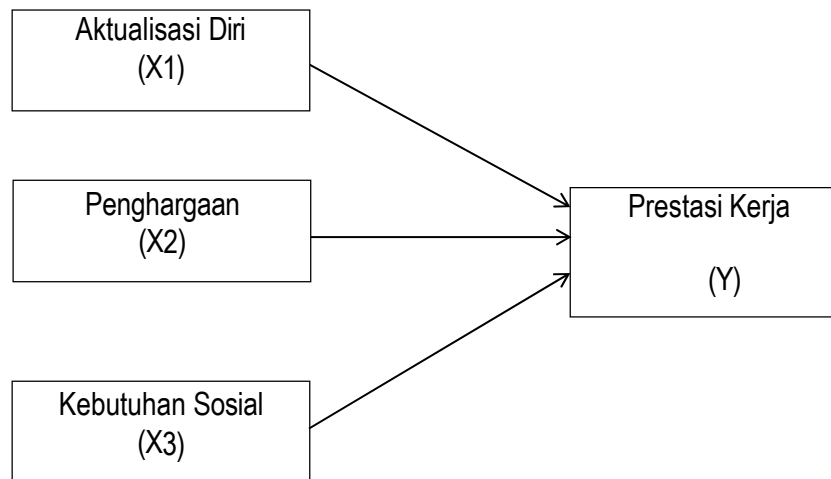 Aktualisasi Diri
(X1)
Penghargaan
(X2)
Prestasi Kerja
(Y)
Kebutuhan Sosial
(X3)